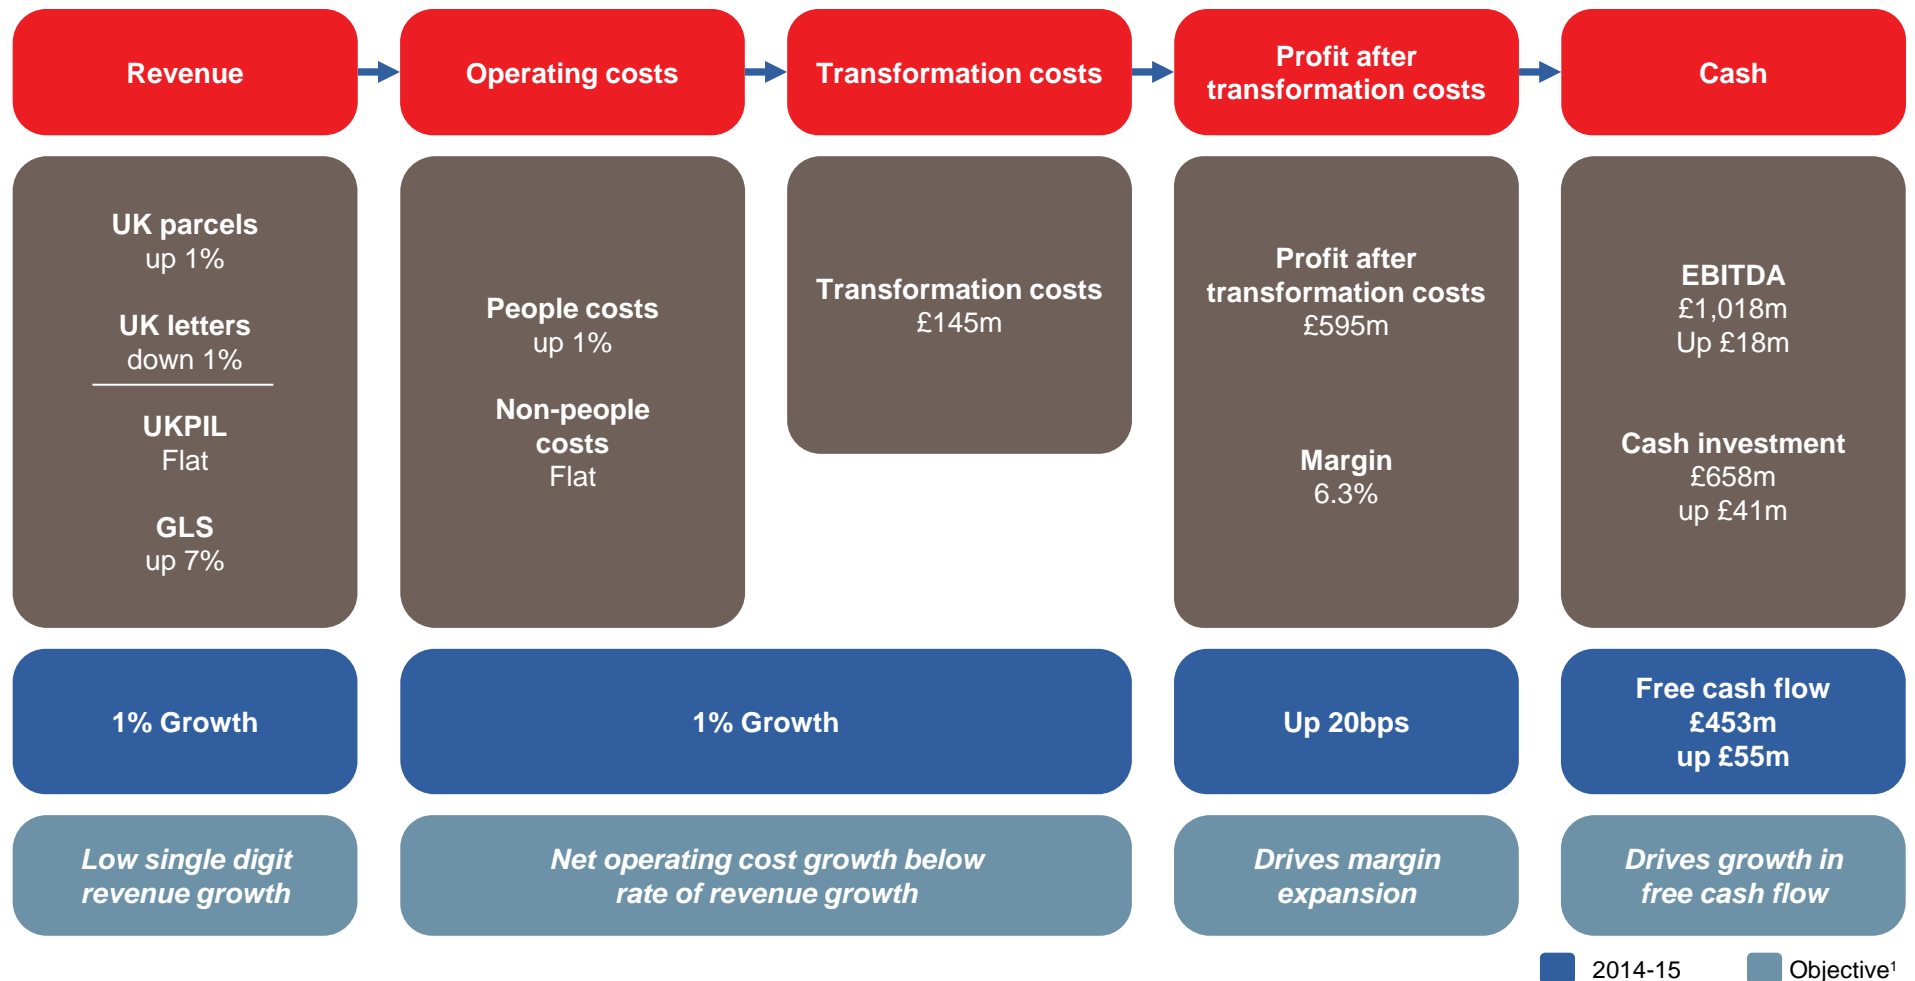 Revenue
Operating costs
Transformation costs
Profit after
transformation costs
Cash
UK parcels
up 1%
UK letters
down 1%
UKPIL
Flat
GLS
up 7%
People costs
up 1%
Non-people
costs
Flat
Transformation costs
£145m
Profit after
transformation costs
£595m
Margin
6.3%
EBITDA
£1,018m
Up £18m
Cash investment
£658m
up £41m
1% Growth
1% Growth
Up 20bps
Free cash flow
£453m
up £55m
Low single digit
revenue growth
Net operating cost growth below
rate of revenue growth
Drives margin
expansion
Drives growth in
free cash flow
2014-15
Objective¹